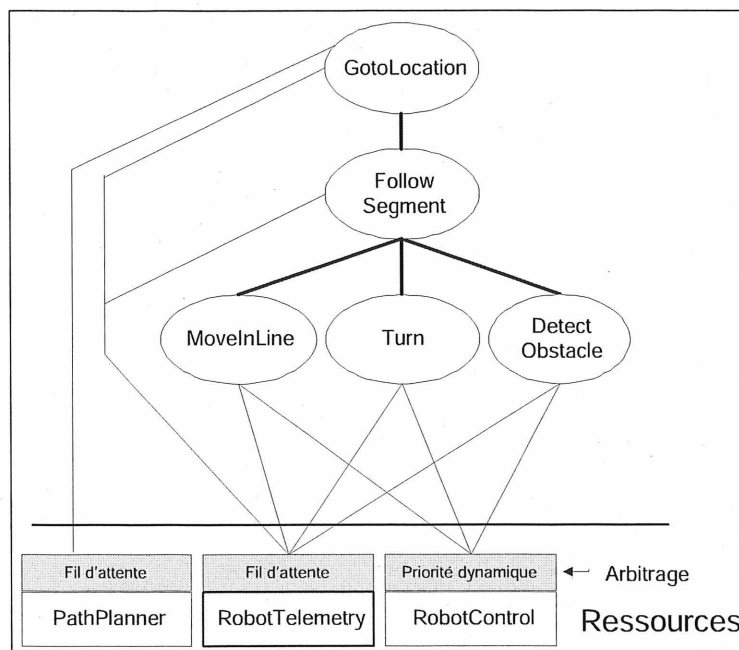 GotoLocation
Follow
Segment
MoveInLine
Turn
Detect
Obstacle
Fil d'attente
Fil d'attente
Priorité dynamique
Arbitrage
PathPlanner
RobotTelemetry
RobotControl
Ressources